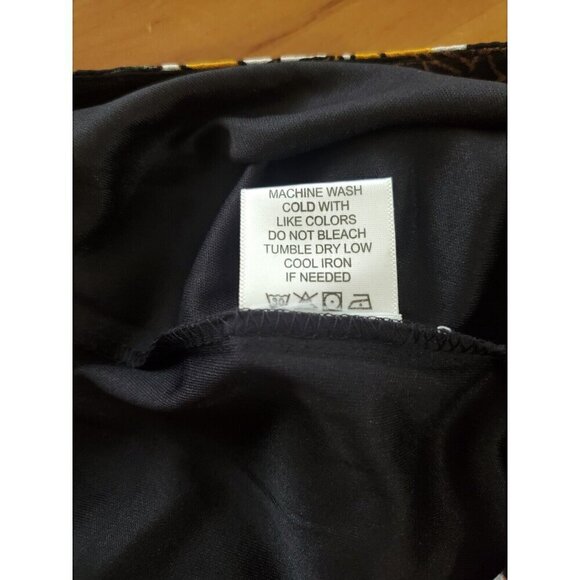 MACHINE WASH
COLD WITH
LIKE COLORS
DO NOT BLEACH
TUMBLE DRY LOW
COOL IRON
IF NEEDED